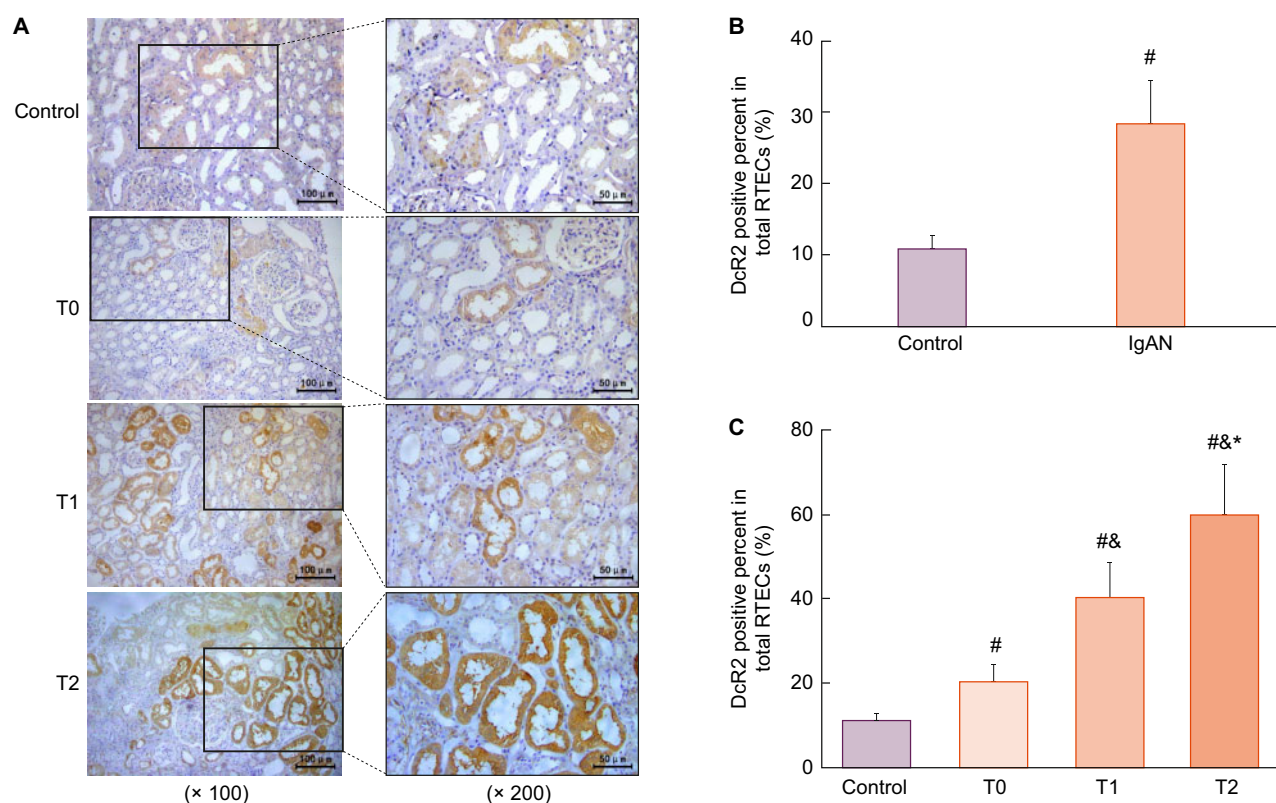 A
Control
100 μm
50 μm
T0
100 μm
50 μm
T1
100 μm
50 μm
T2
100 μm
50 μm
(× 100)
(× 200)
B
DcR2 positive percent in
total RTECs (%)
40
30
20
10
0
#
Control
IgAN
C
DcR2 positive percent in
total RTECs (%)
80
60
40
20
0
#
#&
#&*
Control
T0
T1
T2